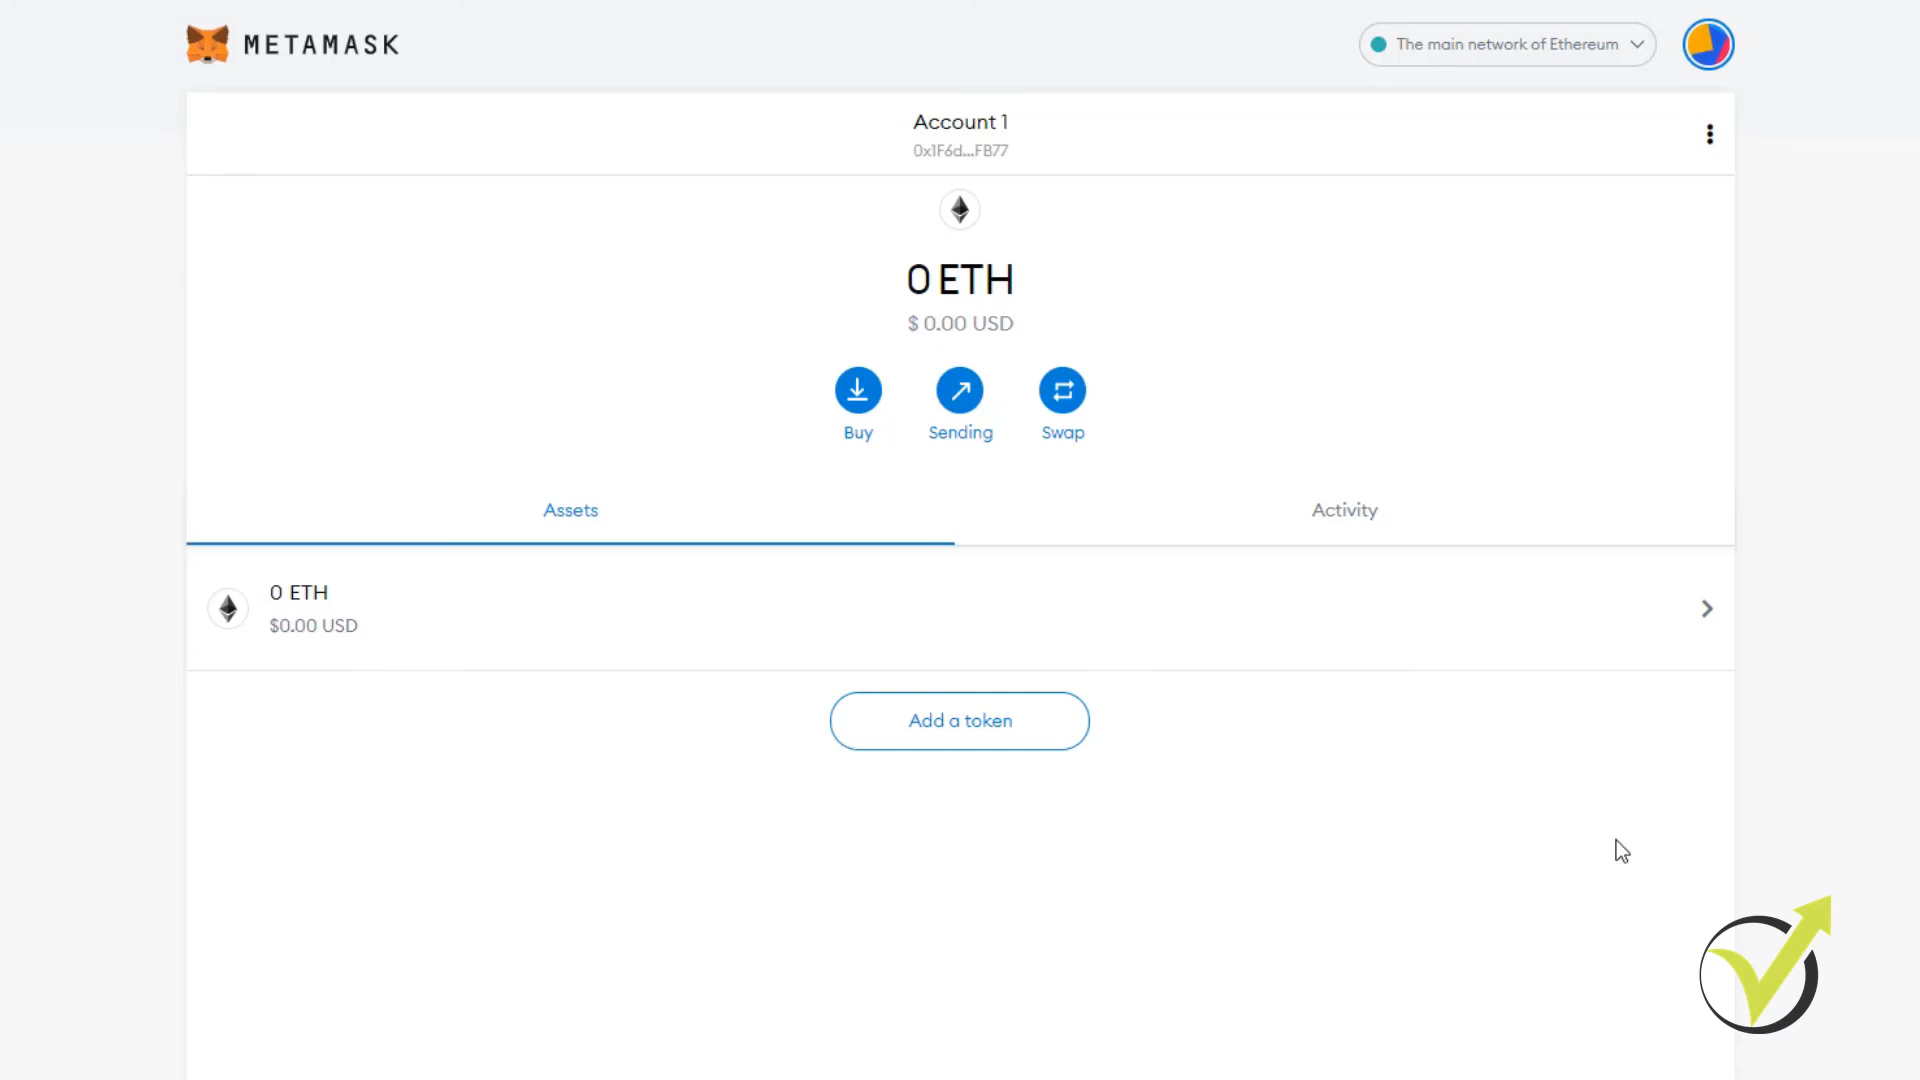 METAMASK
The main network of Ethereum
Account 1
0x1F6d...FB77
0 ETH
$ 0.00 USD
Buy
Sending
Swap
Assets
Activity
0 ETH
$0.00 USD
Add a token